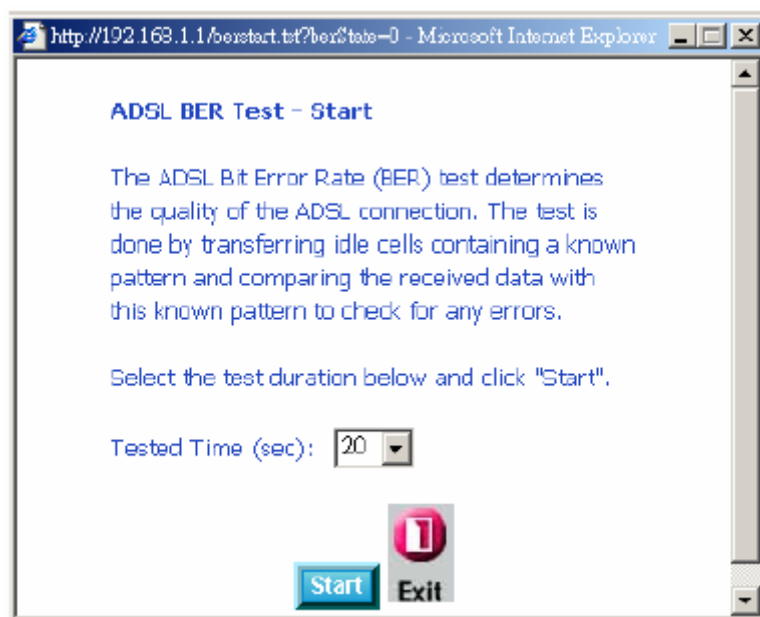 http://192.168.1.1/berstart.tst?berState=0 - Microsoft Internet Explorer
ADSL BER Test - Start
The ADSL Bit Error Rate (BER) test determines
the quality of the ADSL connection. The test is
done by transferring idle cells containing a known
pattern and comparing the received data with
this known pattern to check for any errors.
Select the test duration below and click "Start".
Tested Time (sec): 20
Start Exit